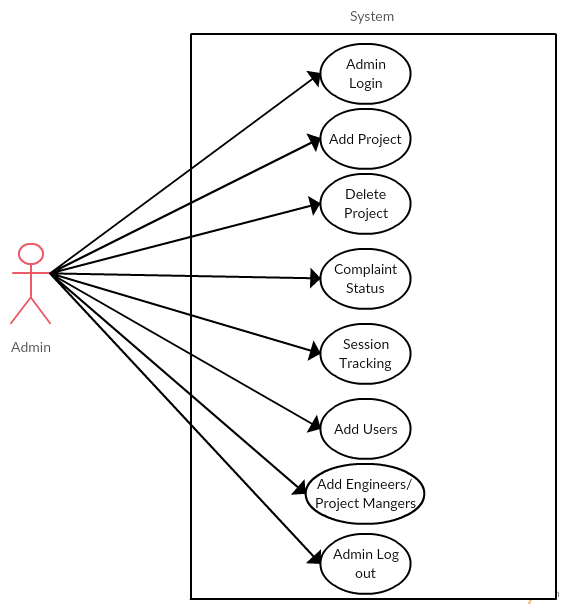 System
Admin
Login
Add Project
Delete
Project
Complaint
Status
Session
Tracking
Add Users
Add Engineers/
Project Mangers
Admin Log
out
Admin